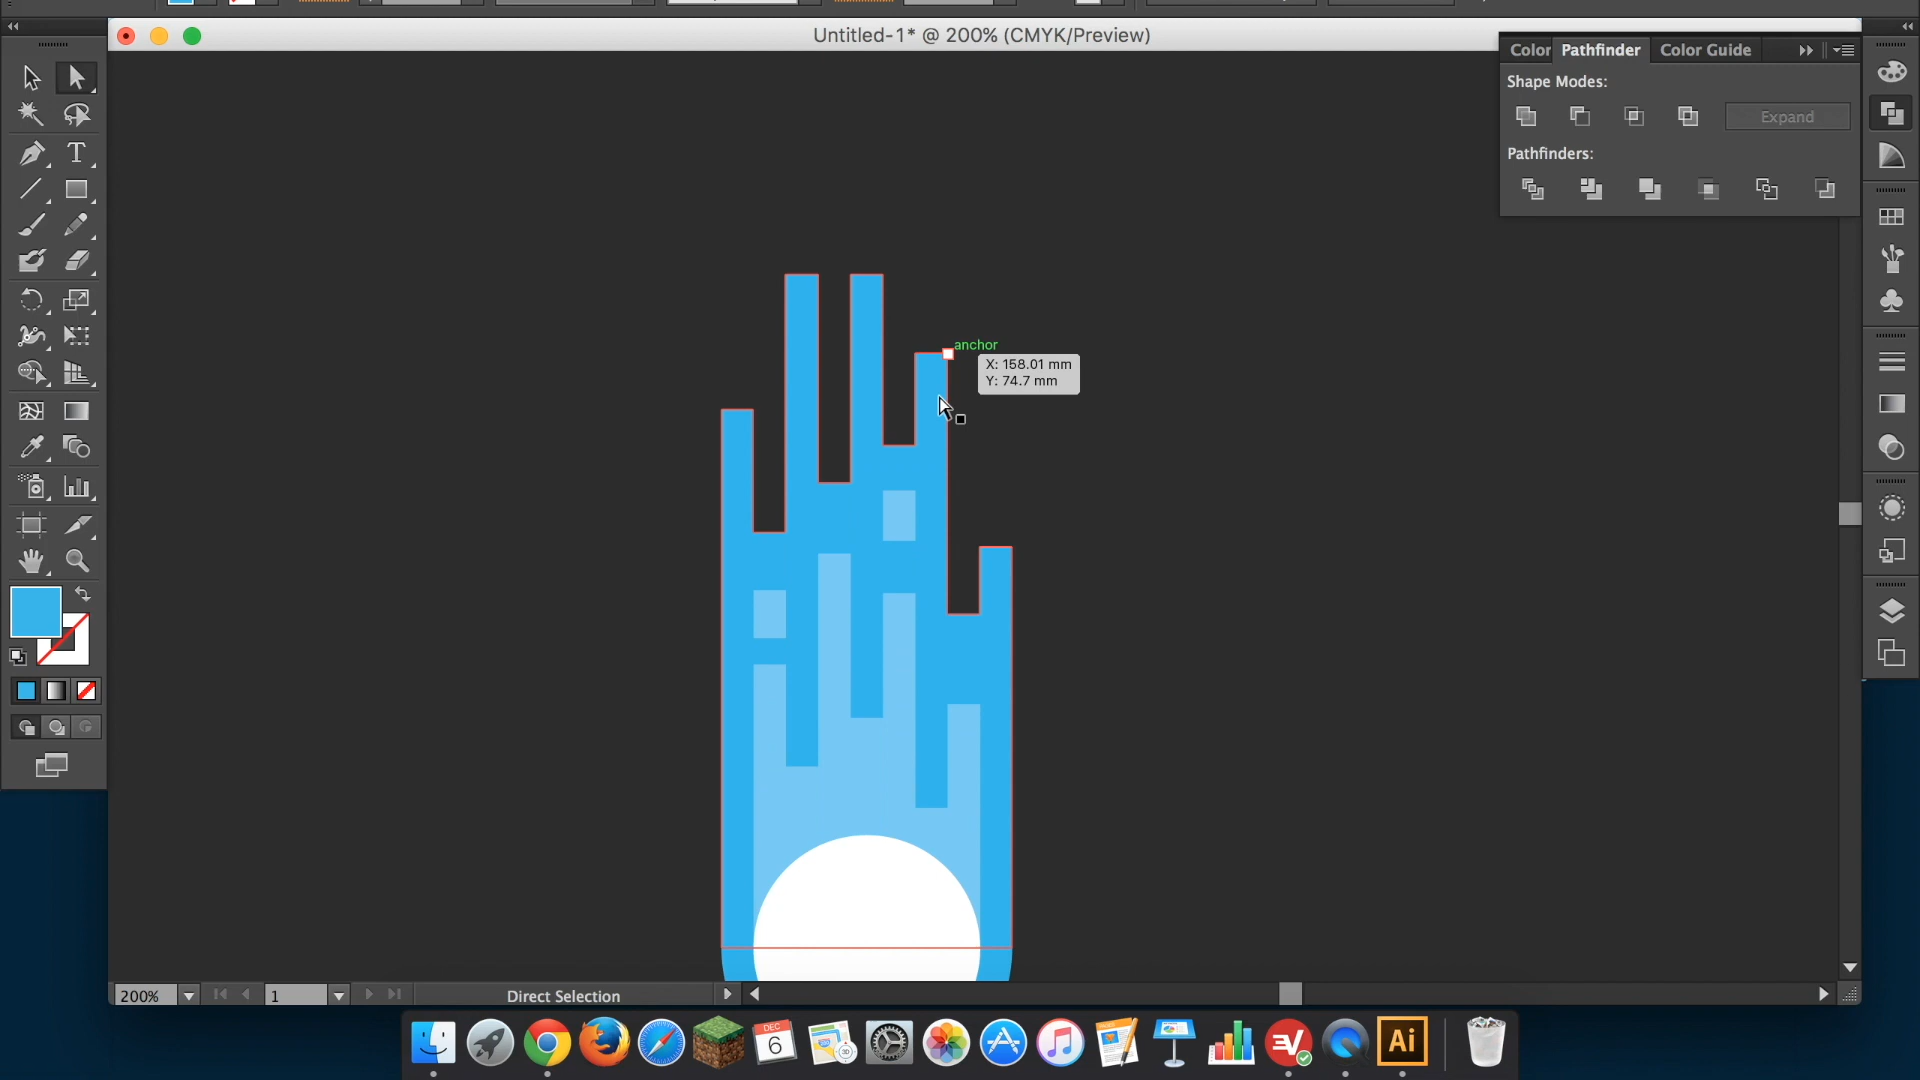 Untitled-1* @ 200% (CMYK/Preview)
Color
Pathfinder
Color Guide
Shape Modes:
Expand
Pathfinders:
T
anchor
X: 158.01 mm
Y: 74.7 mm
200%
1
Direct Selection
DEC
6
Ai